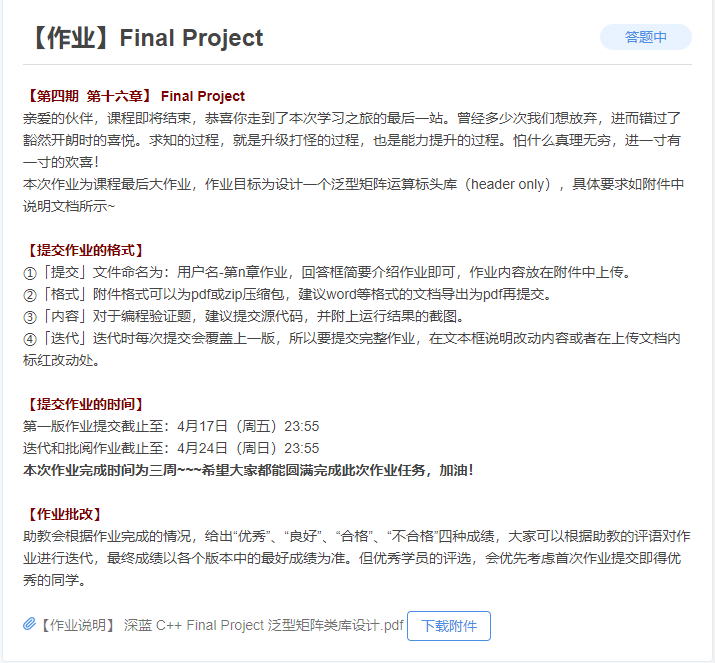 【作业】Final Project
答题中
【第四期 第十六章】 Final Project
亲爱的伙伴，课程即将结束，恭喜你走到了本次学习之旅的最后一站。曾经多少次我们想放弃，进而错过了
豁然开朗时的喜悦。求知的过程，就是升级打怪的过程，也是能力提升的过程。怕什么真理无穷，进一寸有
一寸的欢喜！
本次作业为课程最后大作业，作业目标为设计一个泛型矩阵运算标头库（header only），具体要求如附件中
说明文档所示~
【提交作业的格式】
①「提交」文件命名为：用户名-第n章作业，回答框简要介绍作业即可，作业内容放在附件中上传。
②「格式」附件格式可以为pdf或zip压缩包，建议word等格式的文档导出为pdf再提交。
③「内容」对于编程验证题，建议提交源代码，并附上运行结果的截图。
④「迭代」迭代时每次提交会覆盖上一版，所以要提交完整作业，在文本框说明改动内容或者在上传文档内
标红改动处。
【提交作业的时间】
第一版作业提交截止至：4月17日（周五）23:55
迭代和批阅作业截止至：4月24日（周日）23:55
本次作业完成时间为三周~~~希望大家都能圆满完成此次作业任务，加油！
【作业批改】
助教会根据作业完成的情况，给出“优秀”、“良好”、“合格”、“不合格”四种成绩，大家可以根据助教的评语对作
业进行迭代，最终成绩以各个版本中的最好成绩为准。但优秀学员的评选，会优先考虑首次作业提交即得优
秀的同学。
【作业说明】 深蓝 C++ Final Project 泛型矩阵类库设计.pdf 下载附件